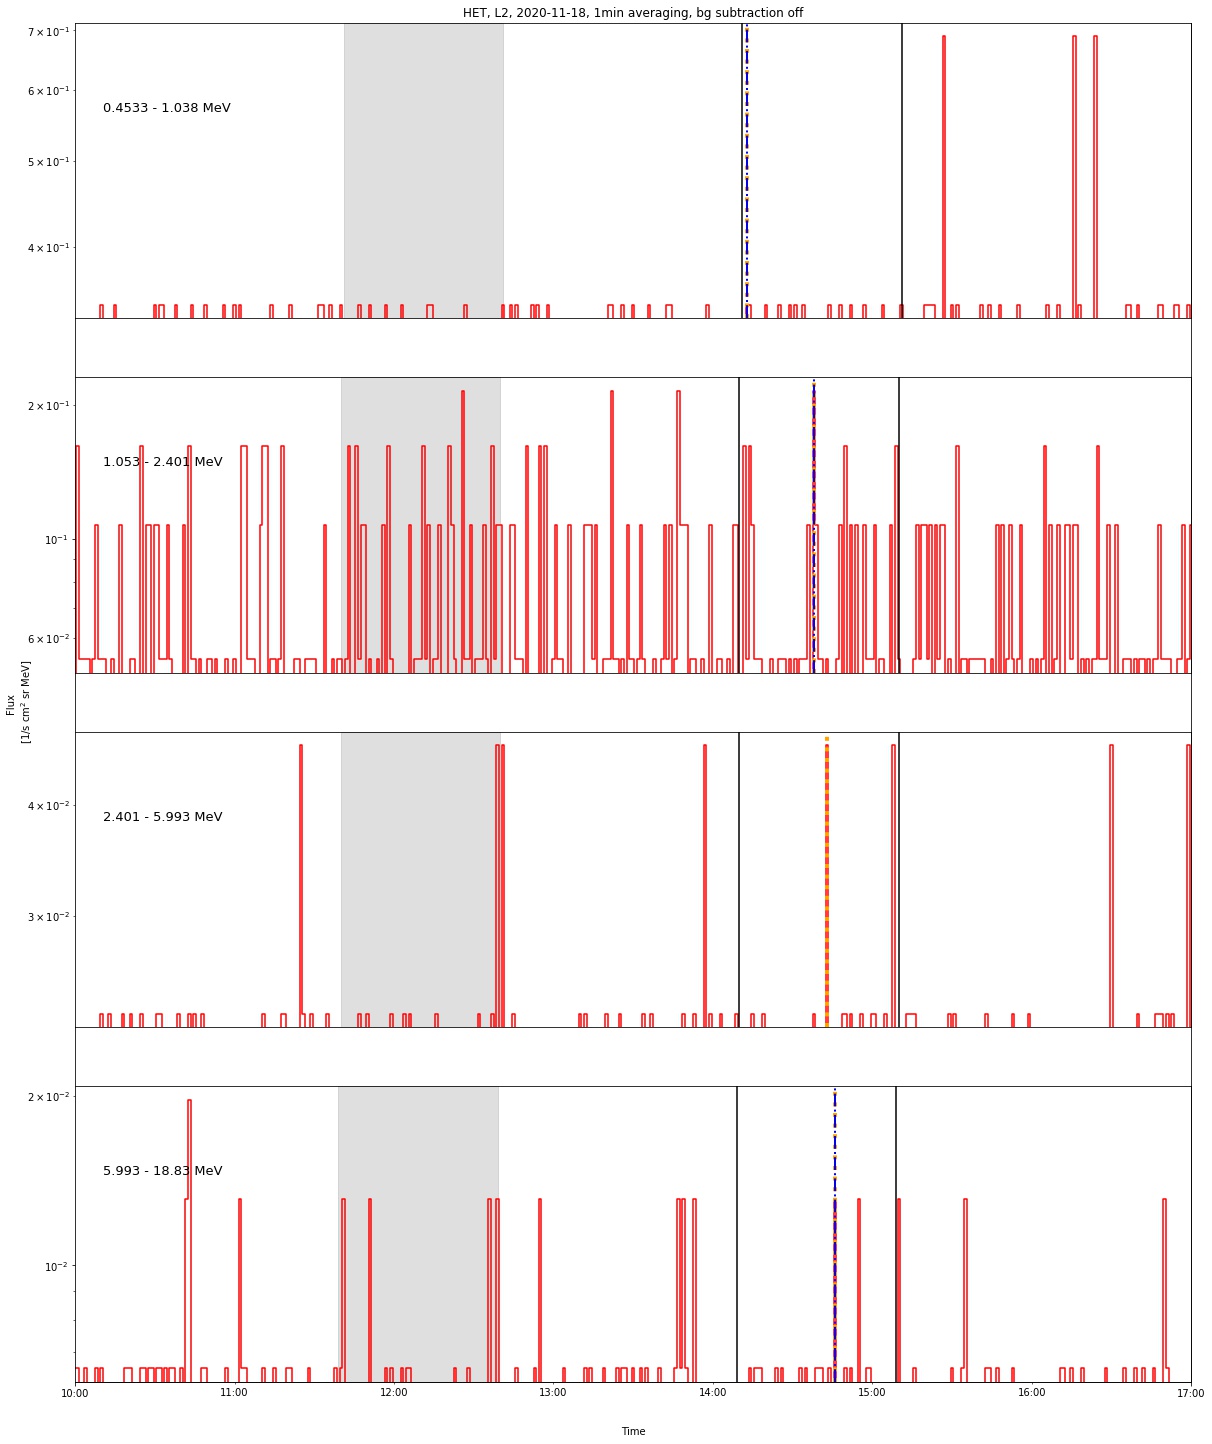 HET, L2, 2020-11-18, 1min averaging, bg subtraction off
7 × 10⁻¹
6 × 10⁻¹
5 × 10⁻¹
4 × 10⁻¹
0.4533 - 1.038 MeV
2 × 10⁻¹
10⁻¹
6 × 10⁻²
1.053 - 2.401 MeV
Flux
[1/s cm² sr MeV]
4 × 10⁻²
3 × 10⁻²
2.401 - 5.993 MeV
2 × 10⁻²
10⁻²
5.993 - 18.83 MeV
10:00 11:00 12:00 13:00 14:00 15:00 16:00 17:00
Time